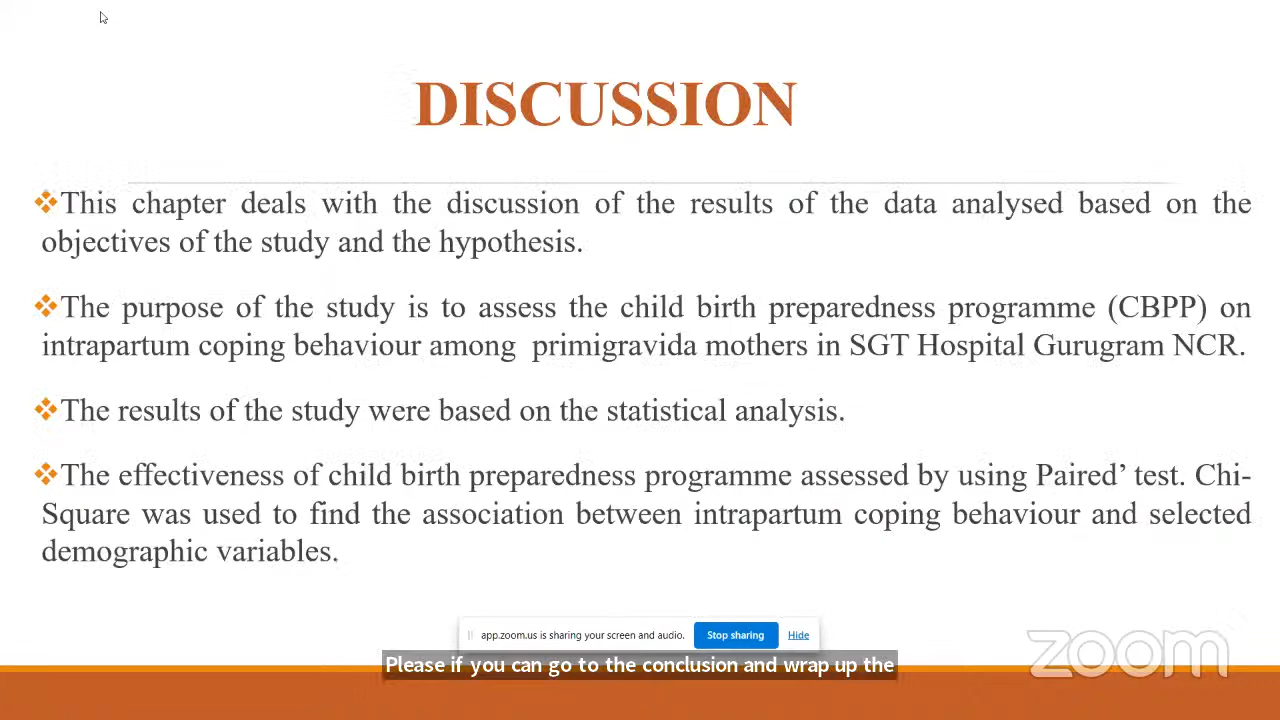 DISCUSSION
This chapter deals with the discussion of the results of the data analysed based on the
objectives of the study and the hypothesis.
The purpose of the study is to assess the child birth preparedness programme (CBPP) on
intrapartum coping behaviour among primigravida mothers in SGT Hospital Gurugram NCR.
The results of the study were based on the statistical analysis.
The effectiveness of child birth preparedness programme assessed by using Paired’ test. Chi-
Square was used to find the association between intrapartum coping behaviour and selected
demographic variables.
app.zoom.us is sharing your screen and audio. Stop sharing Hide
zoom
Please if you can go to the conclusion and wrap up the